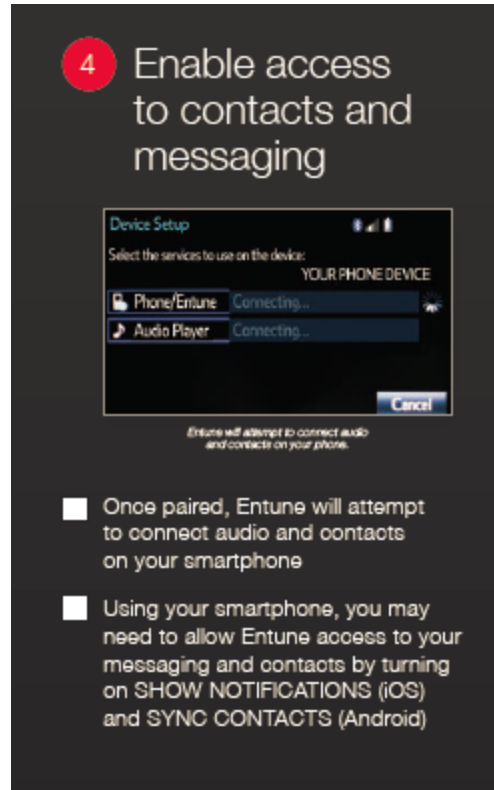 4
Enable access
to contacts and
messaging
Device Setup
Select the services to use on the device:
YOUR PHONE DEVICE
Phone/Entune Connecting...
Audio Player Connecting...
Cancel
Entune will attempt to connect audio
and contacts on your phone.
Once paired, Entune will attempt
to connect audio and contacts
on your smartphone
Using your smartphone, you may
need to allow Entune access to your
messaging and contacts by turning
on SHOW NOTIFICATIONS (iOS)
and SYNC CONTACTS (Android)